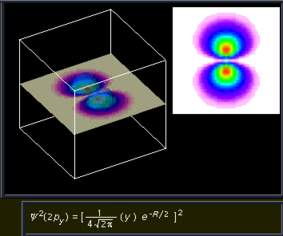 ψ²(2p_y) = [ 1/(4√2π) (y) e^{-R/2} ]²